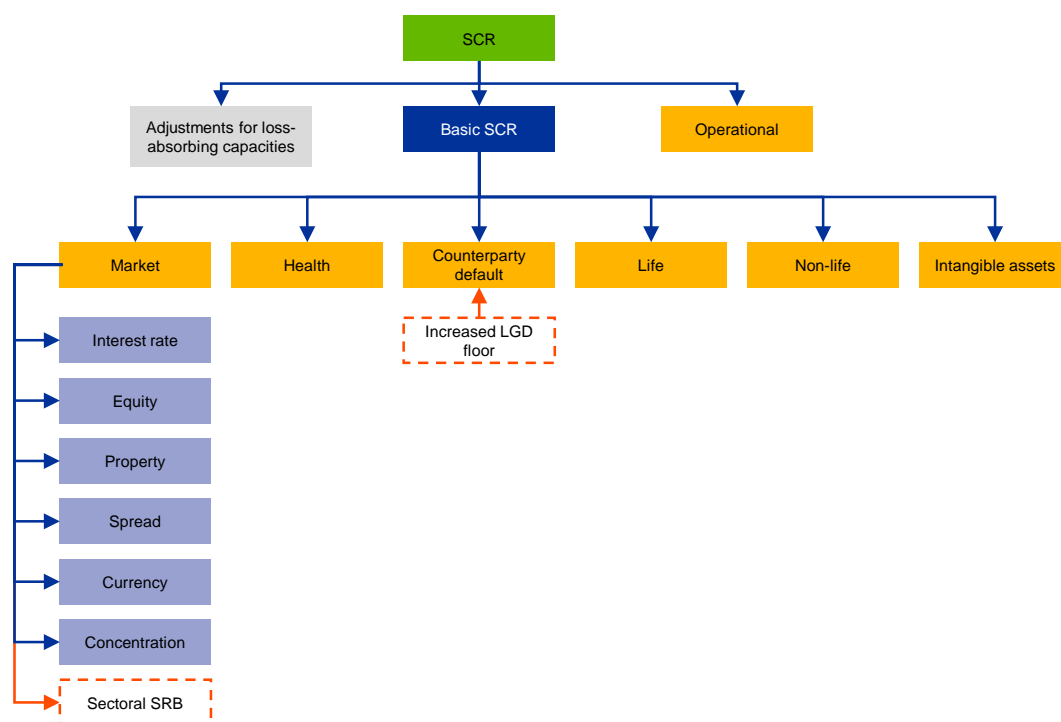 SCR
Adjustments for loss-
absorbing capacities
Basic SCR
Operational
Market
Health
Counterparty
default
Life
Non-life
Intangible assets
Increased LGD
floor
Interest rate
Equity
Property
Spread
Currency
Concentration
Sectoral SRB